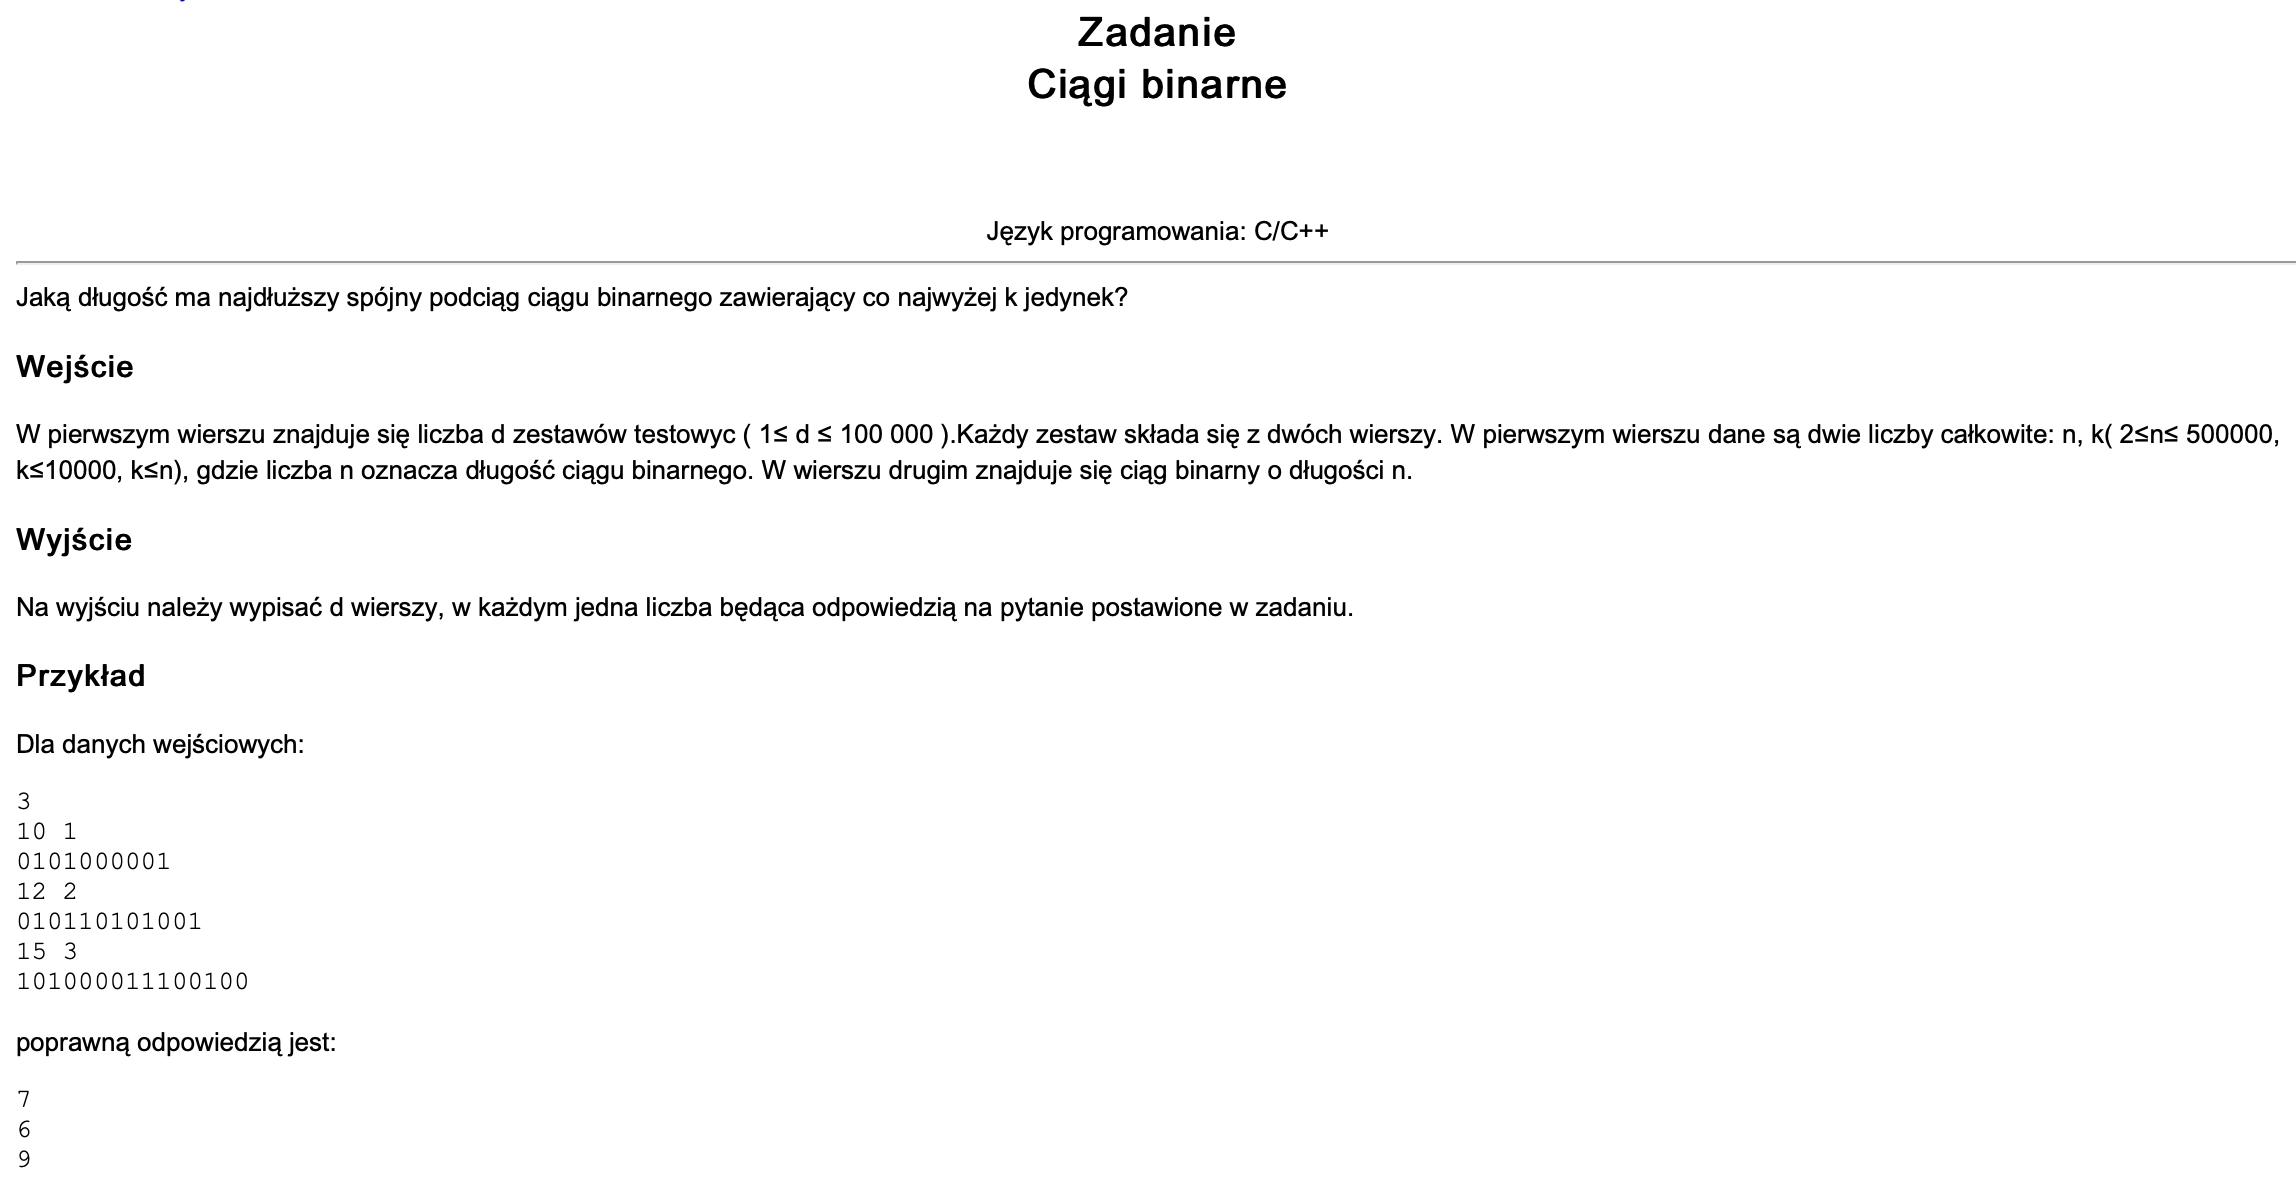 Zadanie
Ciągi binarne
Język programowania: C/C++
Jaką długość ma najdłuższy spójny podciąg ciągu binarnego zawierający co najwyżej k jedynek?
Wejście
W pierwszym wierszu znajduje się liczba d zestawów testowyc ( 1≤ d ≤ 100 000 ).Każdy zestaw składa się z dwóch wierszy. W pierwszym wierszu dane są dwie liczby całkowite: n, k( 2≤n≤ 500000,
k≤10000, k≤n), gdzie liczba n oznacza długość ciągu binarnego. W wierszu drugim znajduje się ciąg binarny o długości n.
Wyjście
Na wyjściu należy wypisać d wierszy, w każdym jedna liczba będąca odpowiedzią na pytanie postawione w zadaniu.
Przykład
Dla danych wejściowych:
3
10 1
0101000001
12 2
010110101001
15 3
101000011100100
poprawną odpowiedzią jest:
7
6
9